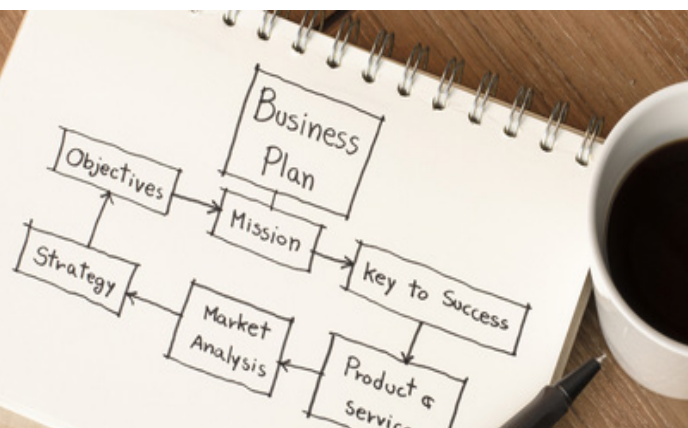 Business
Plan
Objectives
Mission
Key to Success
Strategy
Market
Analysis
Product &